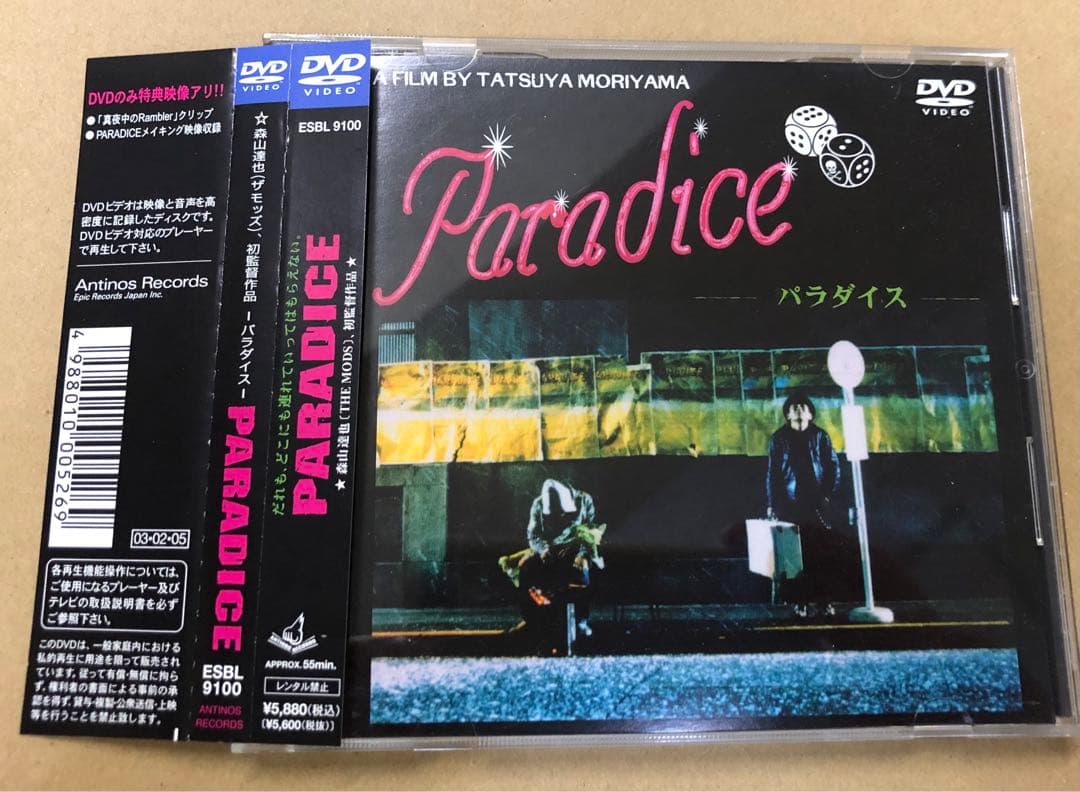 DVDのみ特典映像アリ!!
●「真夜中のRambler」クリップ
●PARADICEメイキング映像収録
DVDビデオは映像と音声を高
密度に記録したディスクです。
DVDビデオ対応のプレーヤー
で再生して下さい。
Antinos Records
Epic Records Japan Inc.
4 988010 005269
03・02・05
各再生機能操作については、
ご使用になるプレーヤー及び
テレビの取扱説明書を必ず
ご参照下さい。
このDVDは、一般家庭内における
私的再生に用途を限って販売され
ています。従って有償・無償に拘ら
ず、権利者の書面による事前の承
認を得ず、貸与・複製・公衆送信・上映
等を行うことを禁止致します。
DVD
VIDEO
☆森山達也(ザモッズ)、初監督作品 ーパラダイスー PARADICE
ESBL
9100
ANTINOS
RECORDS
DVD
VIDEO
ESBL 9100
だれも、どこにも連れていってはもらえない。
PARADICE
★森山達也〔THE MODS〕、初監督作品★
ANTINOS RECORDS
APPROX. 55min.
レンタル禁止
¥5,880(税込)
〔¥5,600(税抜)〕
A FILM BY TATSUYA MORIYAMA
DVD
VIDEO
Paradice
パラダイス